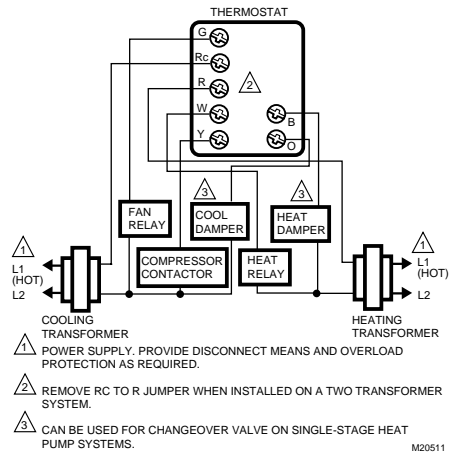 THERMOSTAT
G
Rc
R
2
W
B
Y
O
3
3
FAN
RELAY
COOL
DAMPER
HEAT
DAMPER
1
L1
(HOT)
L2
COMPRESSOR
CONTACTOR
HEAT
RELAY
1
L1
(HOT)
L2
COOLING
TRANSFORMER
HEATING
TRANSFORMER
1 POWER SUPPLY. PROVIDE DISCONNECT MEANS AND OVERLOAD
PROTECTION AS REQUIRED.
2 REMOVE RC TO R JUMPER WHEN INSTALLED ON A TWO TRANSFORMER
SYSTEM.
3 CAN BE USED FOR CHANGEOVER VALVE ON SINGLE-STAGE HEAT
PUMP SYSTEMS.
M20511